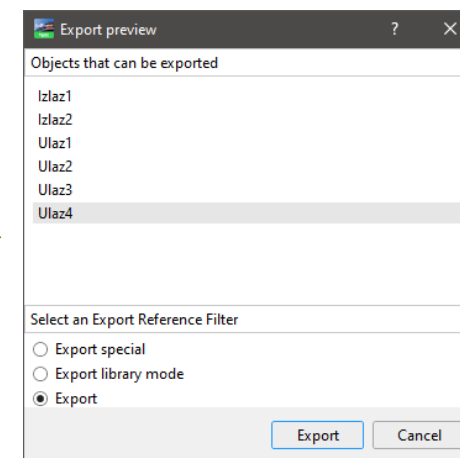 Export preview ? ×
Objects that can be exported
Izlaz1
Izlaz2
Ulaz1
Ulaz2
Ulaz3
Ulaz4
Select an Export Reference Filter
Export special
Export library mode
Export
Export Cancel